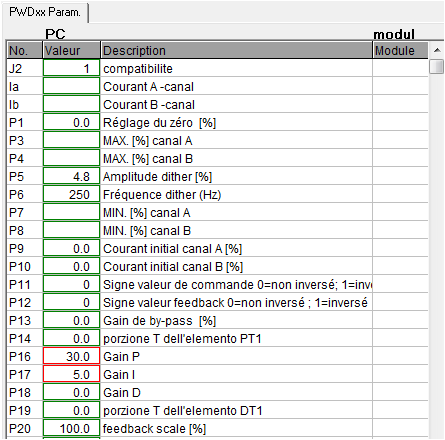 PWDxx Param.
PC modul
No. Valeur Description Module
J2 1 compatibilite
Ia Courant A -canal
Ib Courant B -canal
P1 0.0 Réglage du zéro [%]
P3 MAX. [%] canal A
P4 MAX. [%] canal B
P5 4.8 Amplitude dither [%]
P6 250 Fréquence dither (Hz)
P7 MIN. [%] canal A
P8 MIN. [%] canal B
P9 0.0 Courant initial canal A [%]
P10 0.0 Courant initial canal B [%]
P11 0 Signe valeur de commande 0=non inversé; 1=inve
P12 0 Signe valeur feedback 0=non inversé ; 1=inversé
P13 0.0 Gain de by-pass [%]
P14 0.0 porzione T dell'elemento PT1
P16 30.0 Gain P
P17 5.0 Gain I
P18 0.0 Gain D
P19 0.0 porzione T dell'elemento DT1
P20 100.0 feedback scale [%]